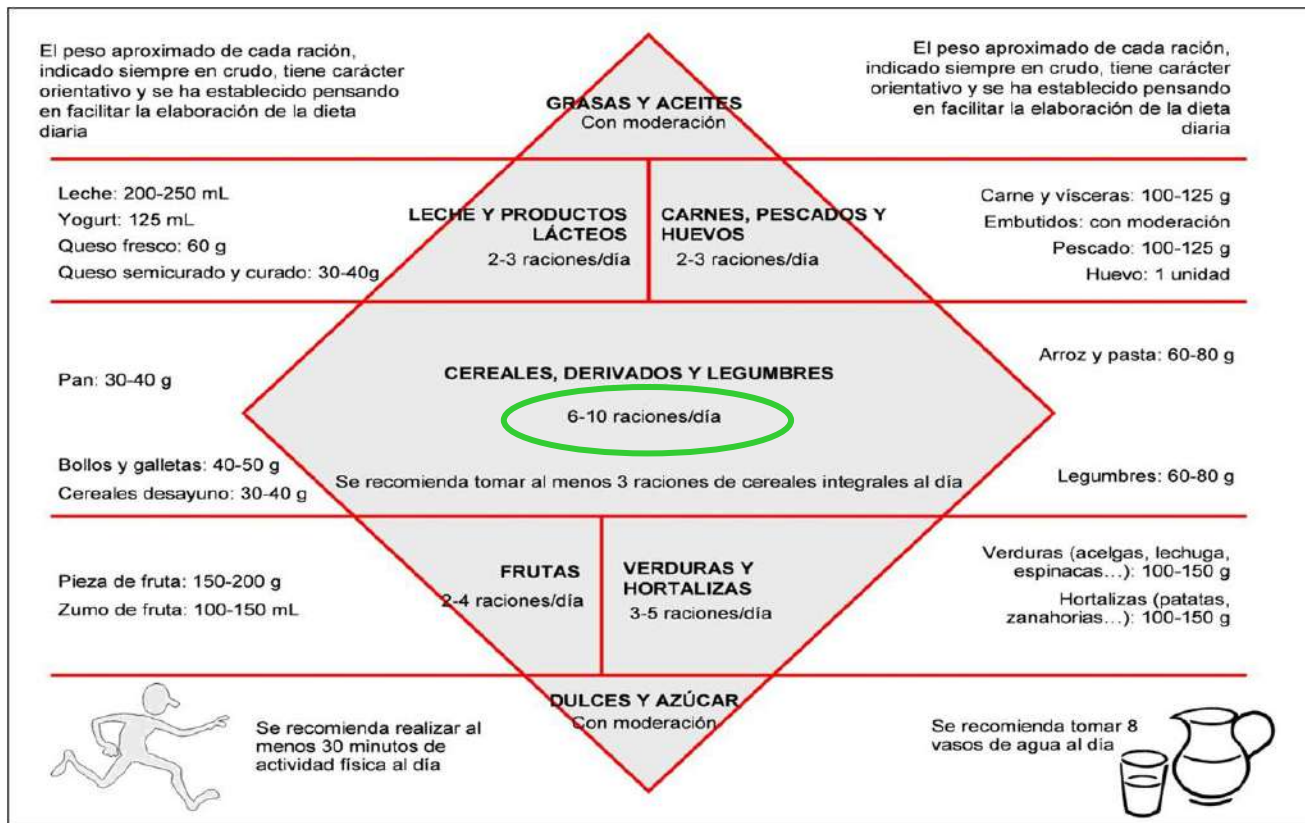 El peso aproximado de cada ración,
indicado siempre en crudo, tiene carácter
orientativo y se ha establecido pensando
en facilitar la elaboración de la dieta
diaria
GRASAS Y ACEITES
Con moderación
El peso aproximado de cada ración,
indicado siempre en crudo, tiene carácter
orientativo y se ha establecido pensando
en facilitar la elaboración de la dieta
diaria
Leche: 200-250 mL
Yogurt: 125 mL
Queso fresco: 60 g
Queso semicurado y curado: 30-40g
LECHE Y PRODUCTOS
LÁCTEOS
2-3 raciones/día
CARNES, PESCADOS Y
HUEVOS
2-3 raciones/día
Carne y vísceras: 100-125 g
Embutidos: con moderación
Pescado: 100-125 g
Huevo: 1 unidad
Pan: 30-40 g
Bollos y galletas: 40-50 g
Cereales desayuno: 30-40 g
CEREALES, DERIVADOS Y LEGUMBRES
6-10 raciones/día
Se recomienda tomar al menos 3 raciones de cereales integrales al día
Arroz y pasta: 60-80 g
Legumbres: 60-80 g
Pieza de fruta: 150-200 g
Zumo de fruta: 100-150 mL
FRUTAS
2-4 raciones/día
VERDURAS Y
HORTALIZAS
3-5 raciones/día
Verduras (acelgas, lechuga,
espinacas...): 100-150 g
Hortalizas (patatas,
zanahorias...): 100-150 g
Se recomienda realizar al
menos 30 minutos de
actividad física al día
DULCES Y AZÚCAR
Con moderación
Se recomienda tomar 8
vasos de agua al día